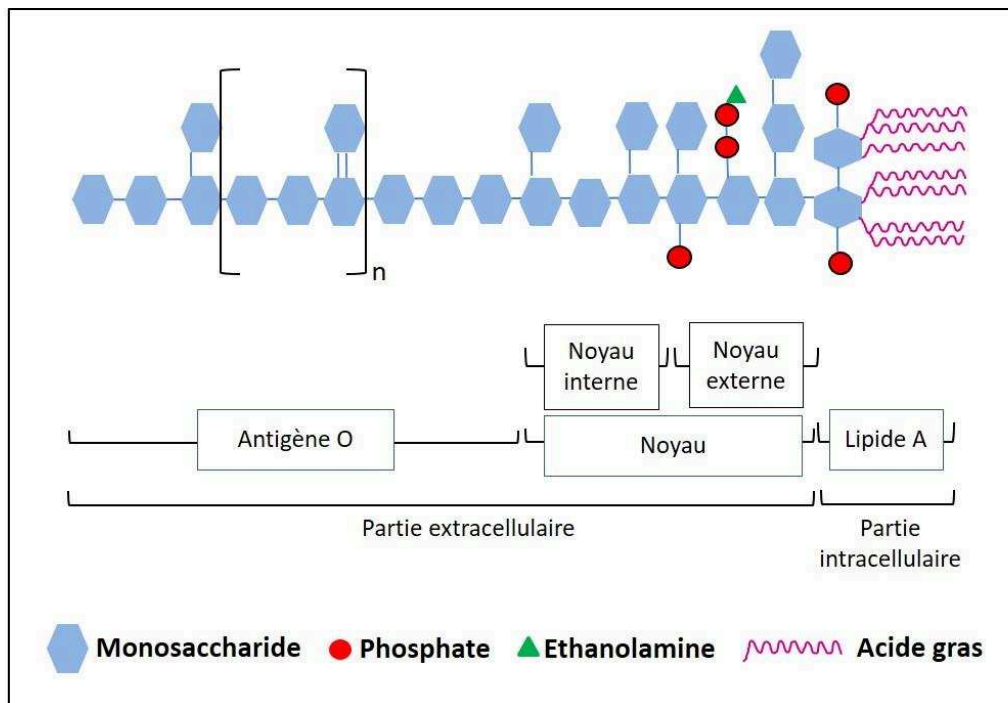 n
Noyau
interne
Noyau
externe
Antigène O
Noyau
Lipide A
Partie extracellulaire
Partie
intracellulaire
Monosaccharide
Phosphate
Ethanolamine
Acide gras